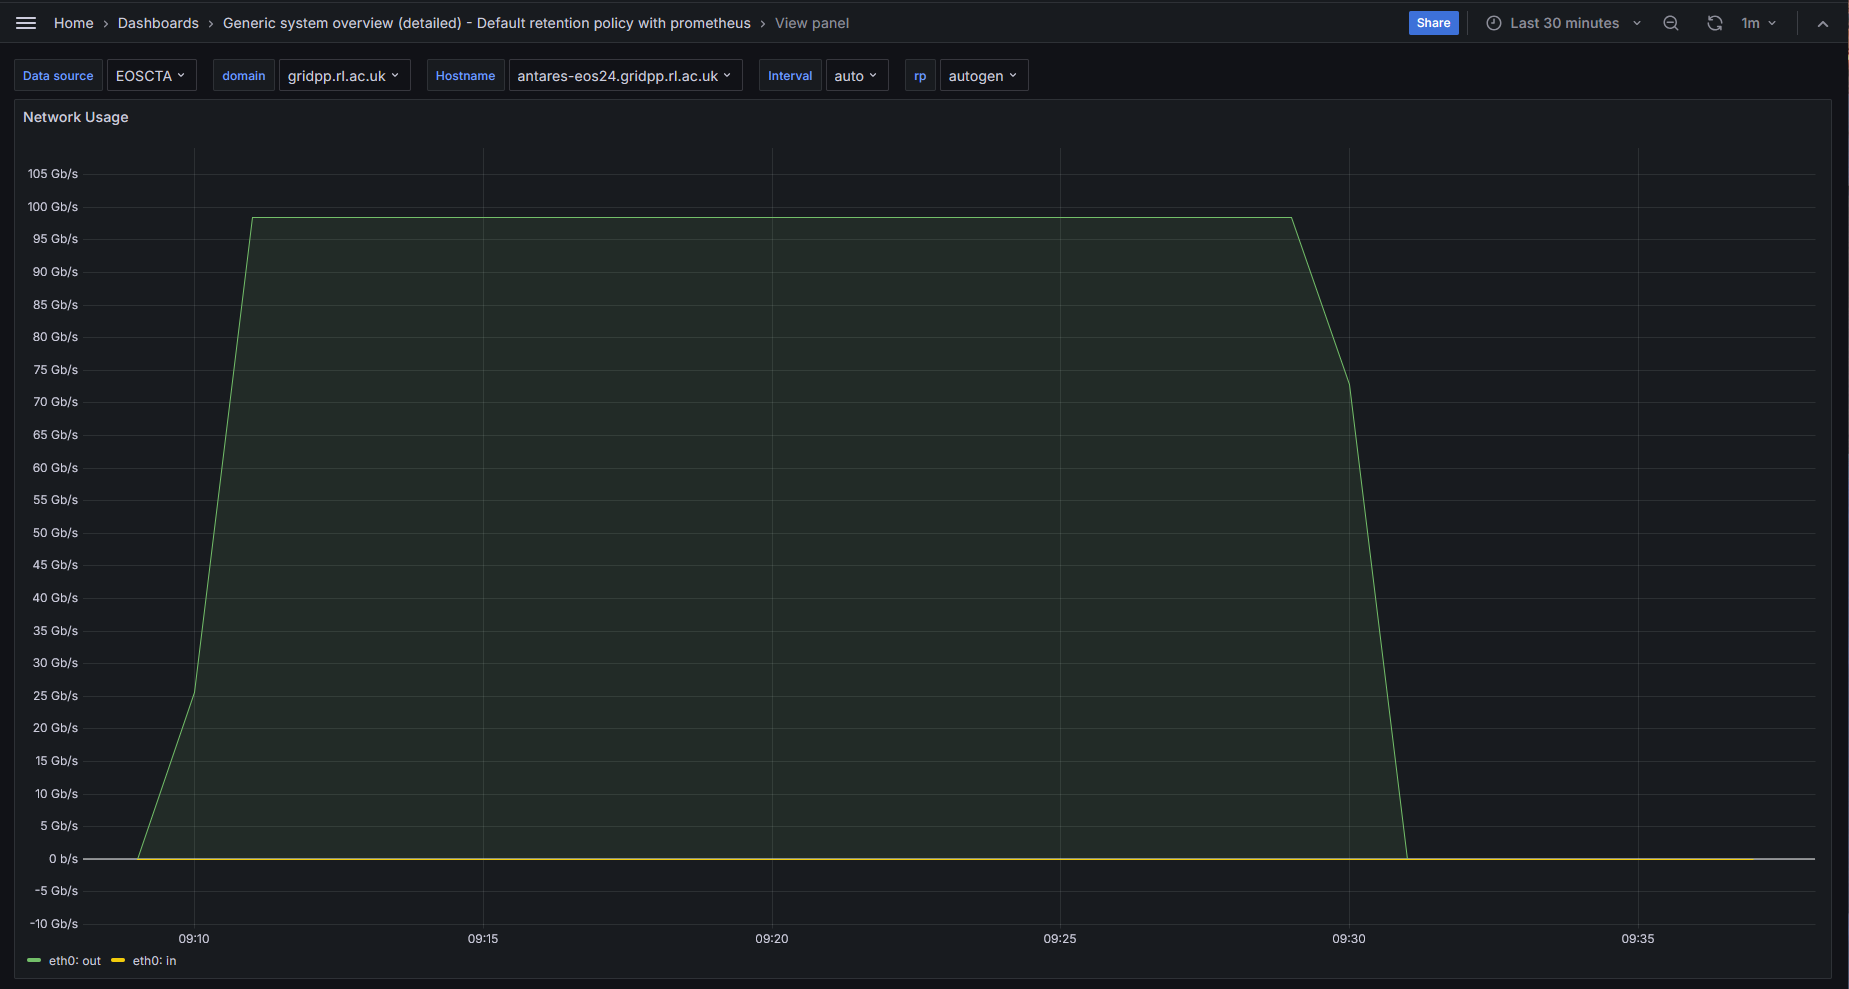 Home › Dashboards › Generic system overview (detailed) - Default retention policy with prometheus › View panel Share Last 30 minutes 1m
Data source EOSCTA domain gridpp.rl.ac.uk Hostname antares-eos24.gridpp.rl.ac.uk Interval auto rp autogen
Network Usage
105 Gb/s
100 Gb/s
95 Gb/s
90 Gb/s
85 Gb/s
80 Gb/s
75 Gb/s
70 Gb/s
65 Gb/s
60 Gb/s
55 Gb/s
50 Gb/s
45 Gb/s
40 Gb/s
35 Gb/s
30 Gb/s
25 Gb/s
20 Gb/s
15 Gb/s
10 Gb/s
5 Gb/s
0 b/s
-5 Gb/s
-10 Gb/s
09:10 09:15 09:20 09:25 09:30 09:35
eth0: out eth0: in